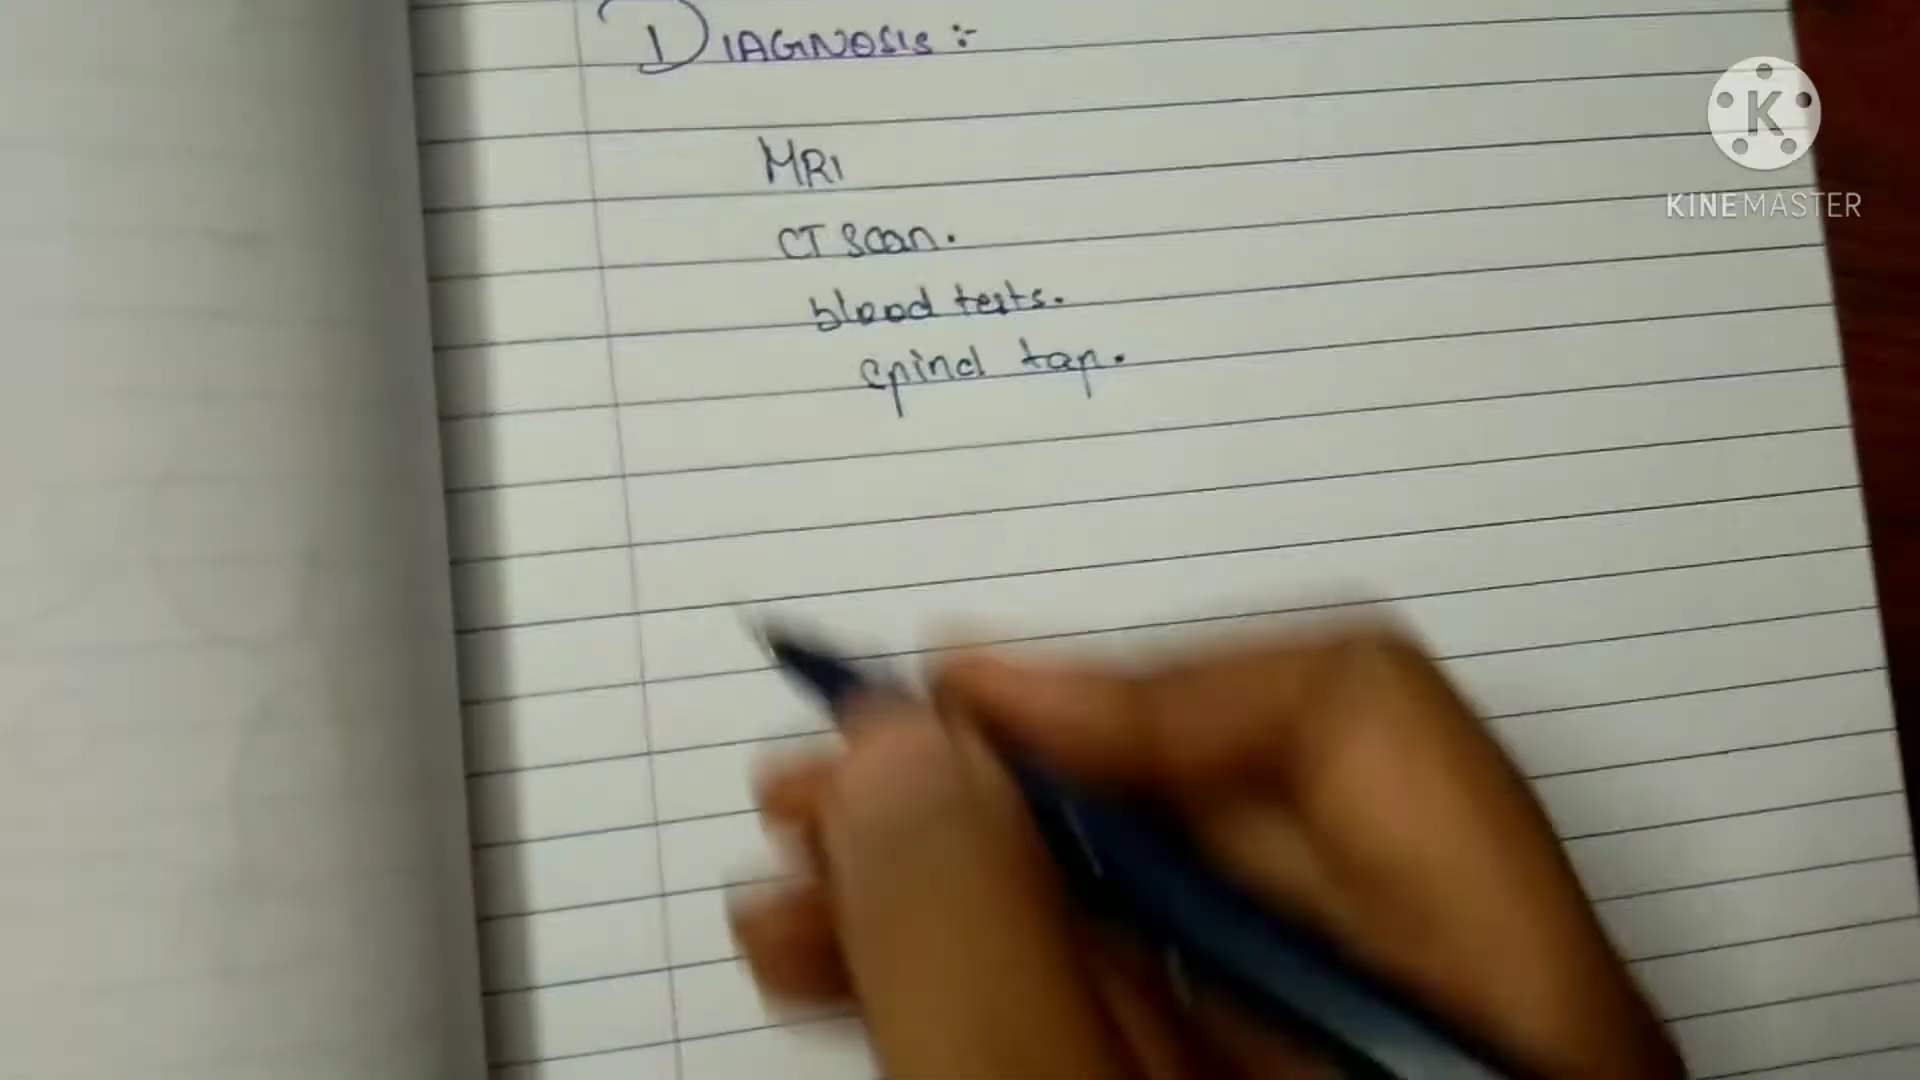 DIAGNOSIS :-
MRI
CT Scan.
blood tests.
spinal tap.
K
KINEMASTER